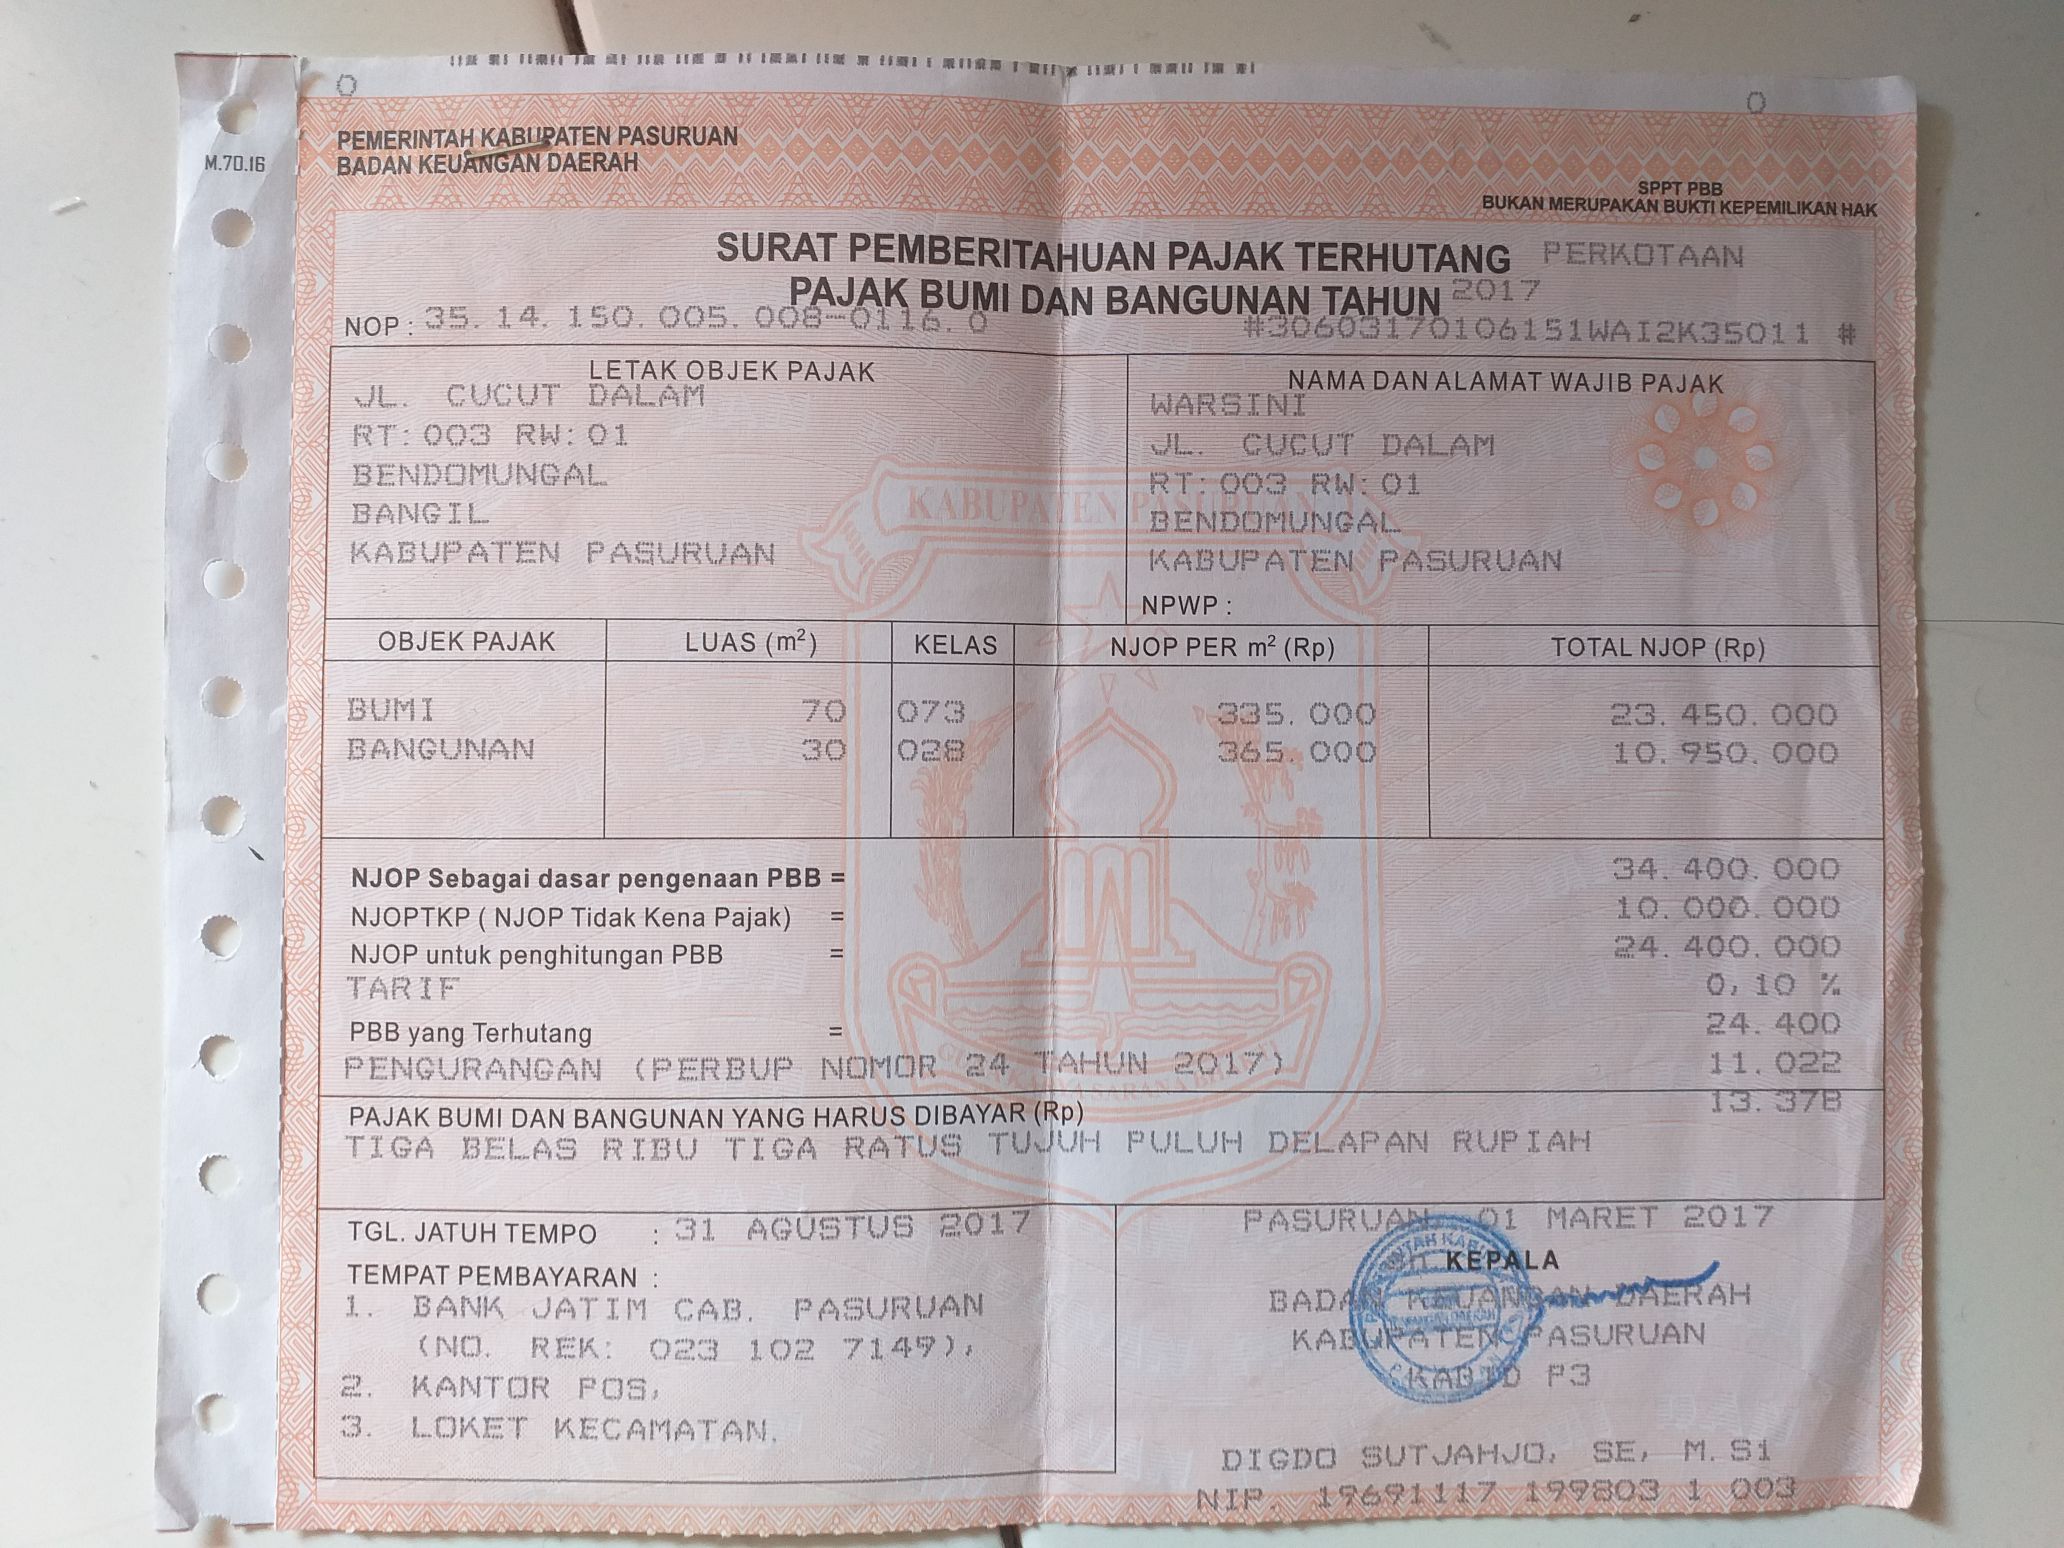 M.70.16
PEMERINTAH KABUPATEN PASURUAN
BADAN KEUANGAN DAERAH
SPPT PBB
BUKAN MERUPAKAN BUKTI KEPEMILIKAN HAK
SURAT PEMBERITAHUAN PAJAK TERHUTANG PERKOTAAN
PAJAK BUMI DAN BANGUNAN TAHUN 2017
NOP : 35. 14. 150. 005. 008-0116. 0 #30603170106151WAI2K35011 #
LETAK OBJEK PAJAK
JL. CUCUT DALAM
RT:003 RW:01
BENDOMUNGAL
BANGIL
KABUPATEN PASURUAN
NAMA DAN ALAMAT WAJIB PAJAK
WARSINI
JL. CUCUT DALAM
RT:003 RW:01
BENDOMUNGAL
KABUPATEN PASURUAN
NPWP :
KABUPATEN PASURUAN
OBJEK PAJAK LUAS (m²) KELAS NJOP PER m² (Rp) TOTAL NJOP (Rp)
BUMI 70 073 335. 000 23. 450. 000
BANGUNAN 30 028 365. 000 10. 950. 000
NJOP Sebagai dasar pengenaan PBB = 34. 400. 000
NJOPTKP ( NJOP Tidak Kena Pajak) = 10. 000. 000
NJOP untuk penghitungan PBB = 24. 400. 000
TARIF 0, 10 %
PBB yang Terhutang = 24. 400
PENGURANGAN (PERBUP NOMOR 24 TAHUN 2017) 11. 022
PAJAK BUMI DAN BANGUNAN YANG HARUS DIBAYAR (Rp) 13. 378
TIGA BELAS RIBU TIGA RATUS TUJUH PULUH DELAPAN RUPIAH
TGL. JATUH TEMPO : 31 AGUSTUS 2017
TEMPAT PEMBAYARAN :
1. BANK JATIM CAB. PASURUAN
(NO. REK: 023 102 7149),
2. KANTOR POS,
3. LOKET KECAMATAN.
PASURUAN, 01 MARET 2017
KEPALA
BADAN KEUANGAN DAERAH
KABUPATEN PASURUAN
KABID P3
DIGDO SUTJAHJO, SE, M. Si
NIP. 19691117 199803 1 003